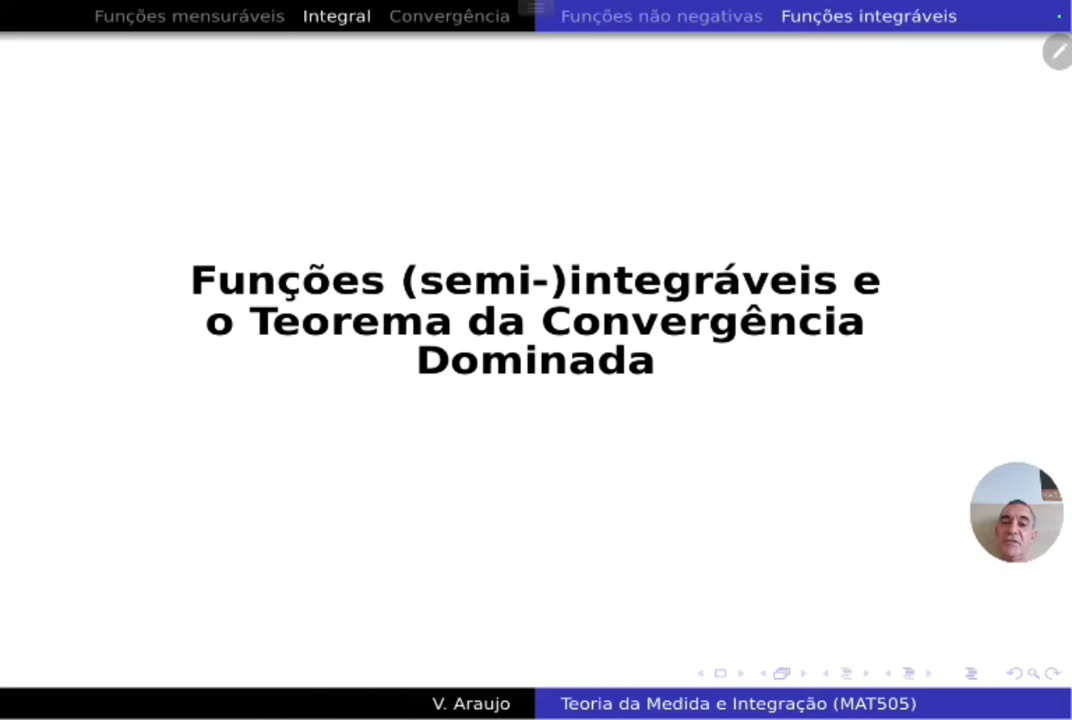 Funções mensuráveis Integral Convergência Funções não negativas Funções integráveis
Funções (semi-)integráveis e
o Teorema da Convergência
Dominada
V. Araujo Teoria da Medida e Integração (MAT505)